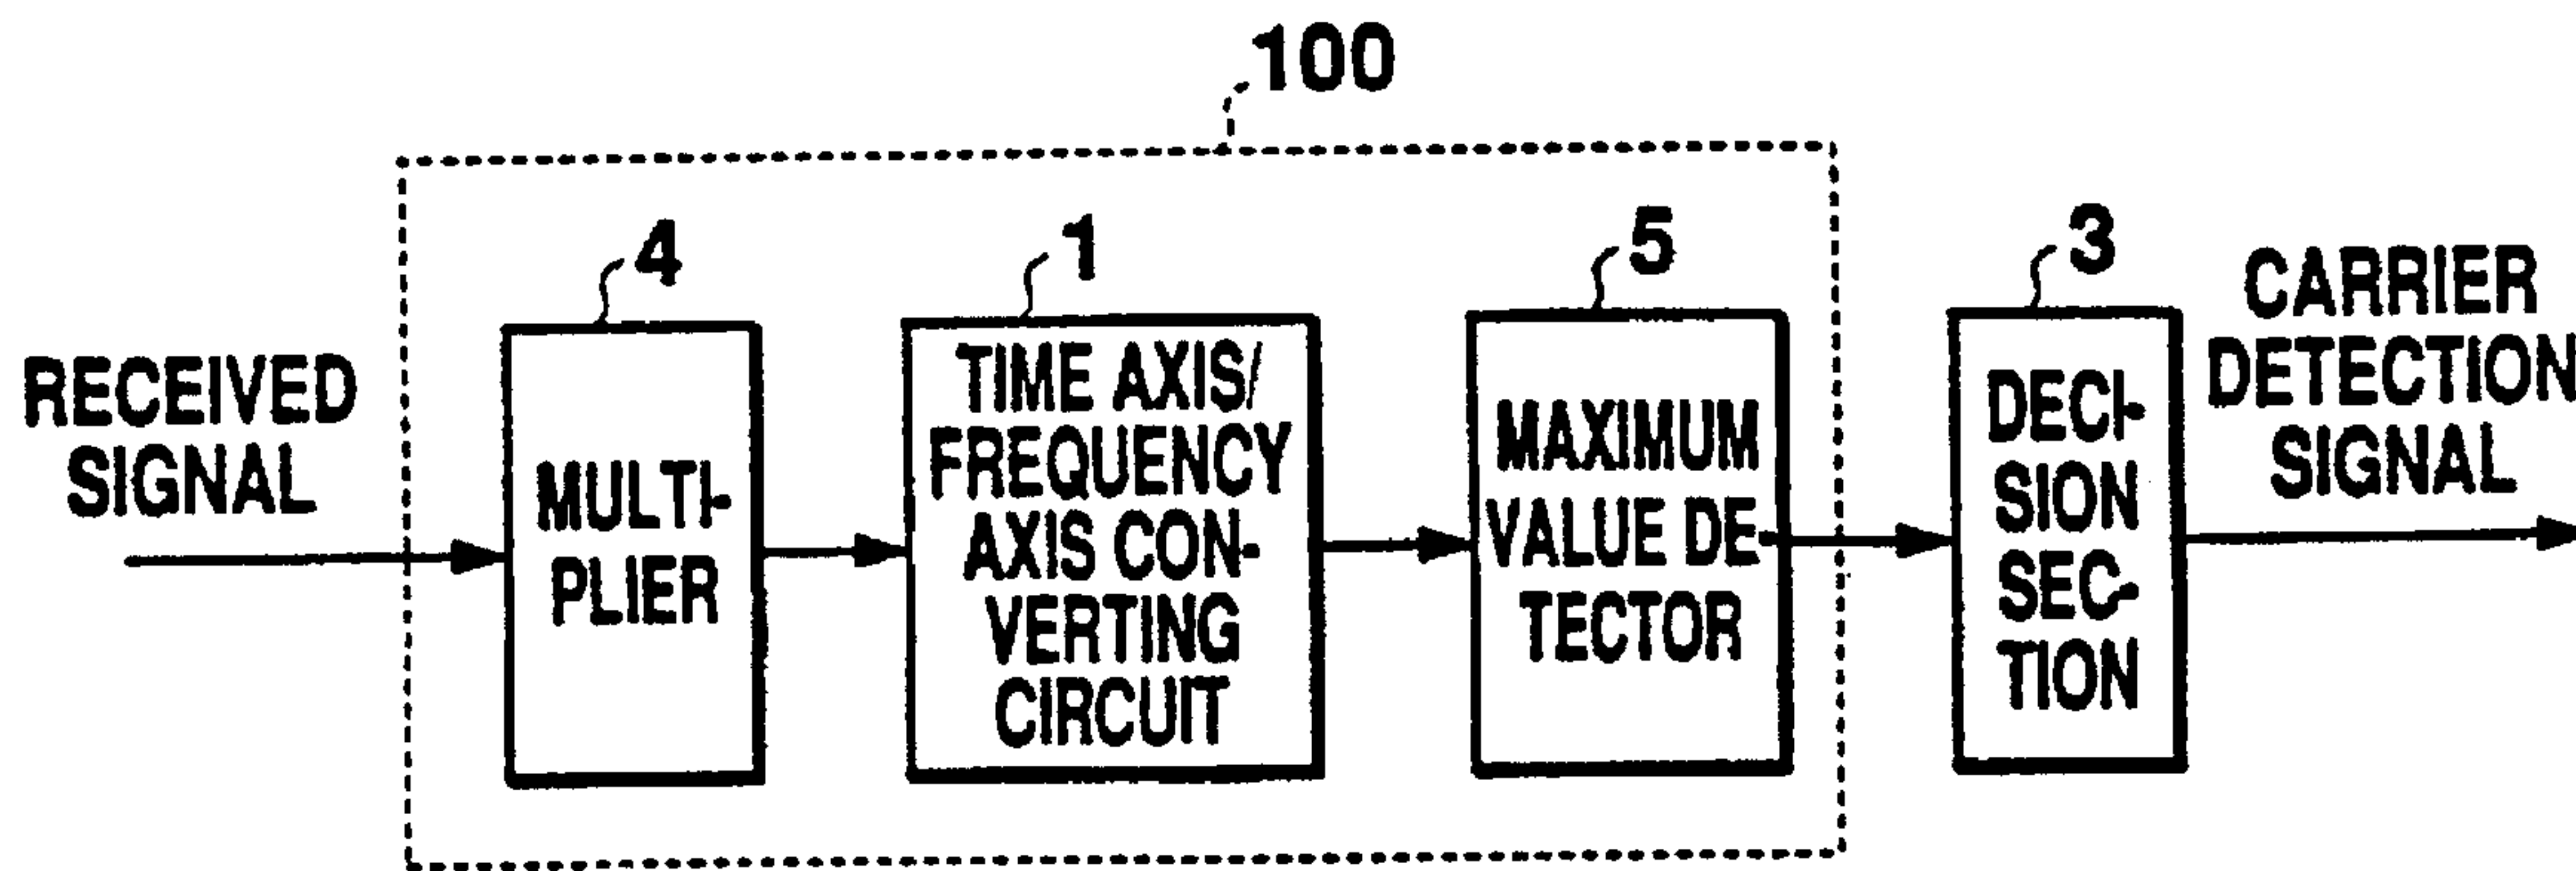 100
4
1
5
3
RECEIVED
SIGNAL
MULTI-
PLIER
TIME AXIS/
FREQUENCY
AXIS CON-
VERTING
CIRCUIT
MAXIMUM
VALUE DE-
TECTOR
DECI-
SION
SEC-
TION
CARRIER
DETECTION
SIGNAL